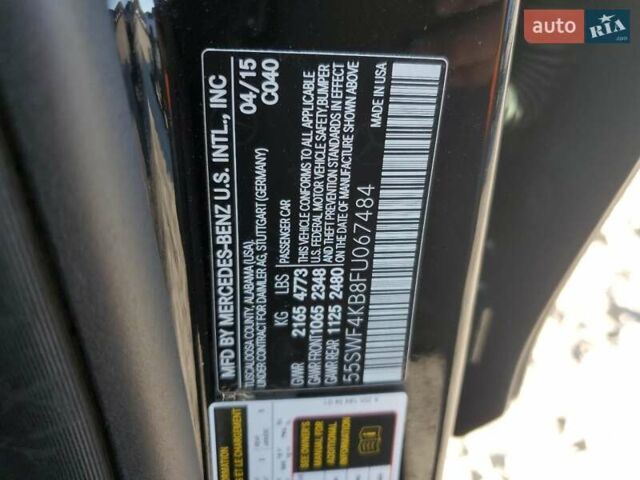 auto RIA .com
MFD BY MERCEDES-BENZ U.S. INTL., INC
TUSCALOOSA COUNTY, ALABAMA (USA)
UNDER CONTRACT FOR DAIMLER AG, STUTTGART (GERMANY)
04/15
C040
KG LBS PASSENGER CAR
GVWR 2165 4773
GAWR FRONT 1065 2348
GAWR REAR 1125 2480
THIS VEHICLE CONFORMS TO ALL APPLICABLE
U.S. FEDERAL MOTOR VEHICLE SAFETY, BUMPER
AND THEFT PREVENTION STANDARDS IN EFFECT
ON THE DATE OF MANUFACTURE SHOWN ABOVE
55SWF4KB8FU067484
MADE IN USA
SEE OWNER'S
MANUAL FOR
ADDITIONAL
INFORMATION